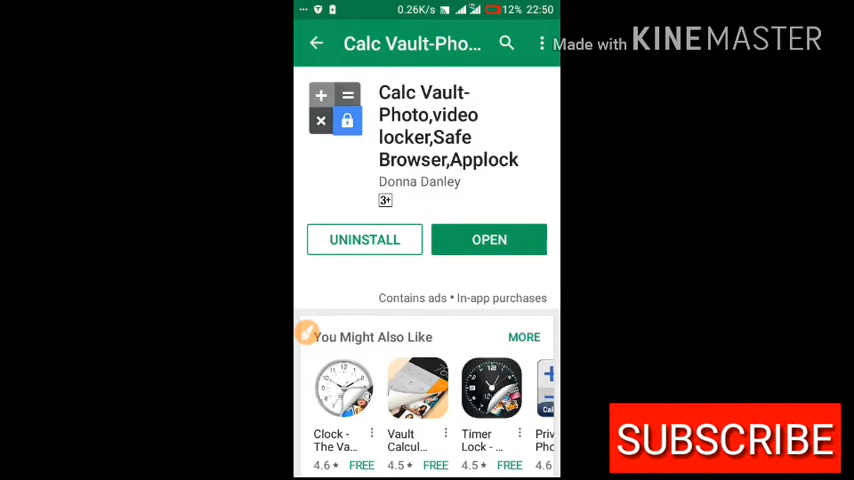 ... 0.26K/s 12% 22:50
Calc Vault-Pho...
Made with KINEMASTER
Calc Vault-
Photo,video
locker,Safe
Browser,Applock
Donna Danley
3+
UNINSTALL OPEN
Contains ads • In-app purchases
You Might Also Like MORE
Clock -
The Va...
4.6★ FREE
Vault
Calcul...
4.5★ FREE
Timer
Lock - ...
4.5★ FREE
Priv
Pho
4.6
SUBSCRIBE